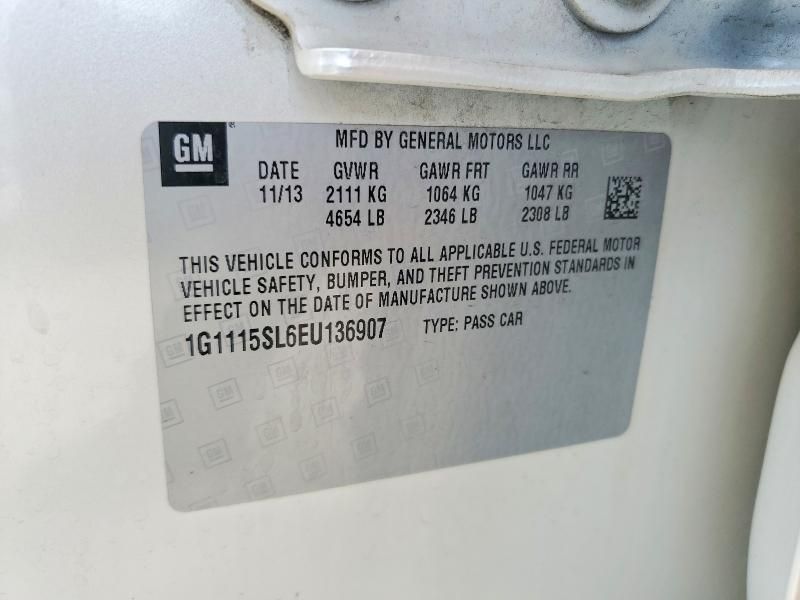 GM
MFD BY GENERAL MOTORS LLC
DATE GVWR GAWR FRT GAWR RR
11/13 2111 KG 1064 KG 1047 KG
4654 LB 2346 LB 2308 LB
THIS VEHICLE CONFORMS TO ALL APPLICABLE U.S. FEDERAL MOTOR
VEHICLE SAFETY, BUMPER, AND THEFT PREVENTION STANDARDS IN
EFFECT ON THE DATE OF MANUFACTURE SHOWN ABOVE.
1G1115SL6EU136907 TYPE: PASS CAR